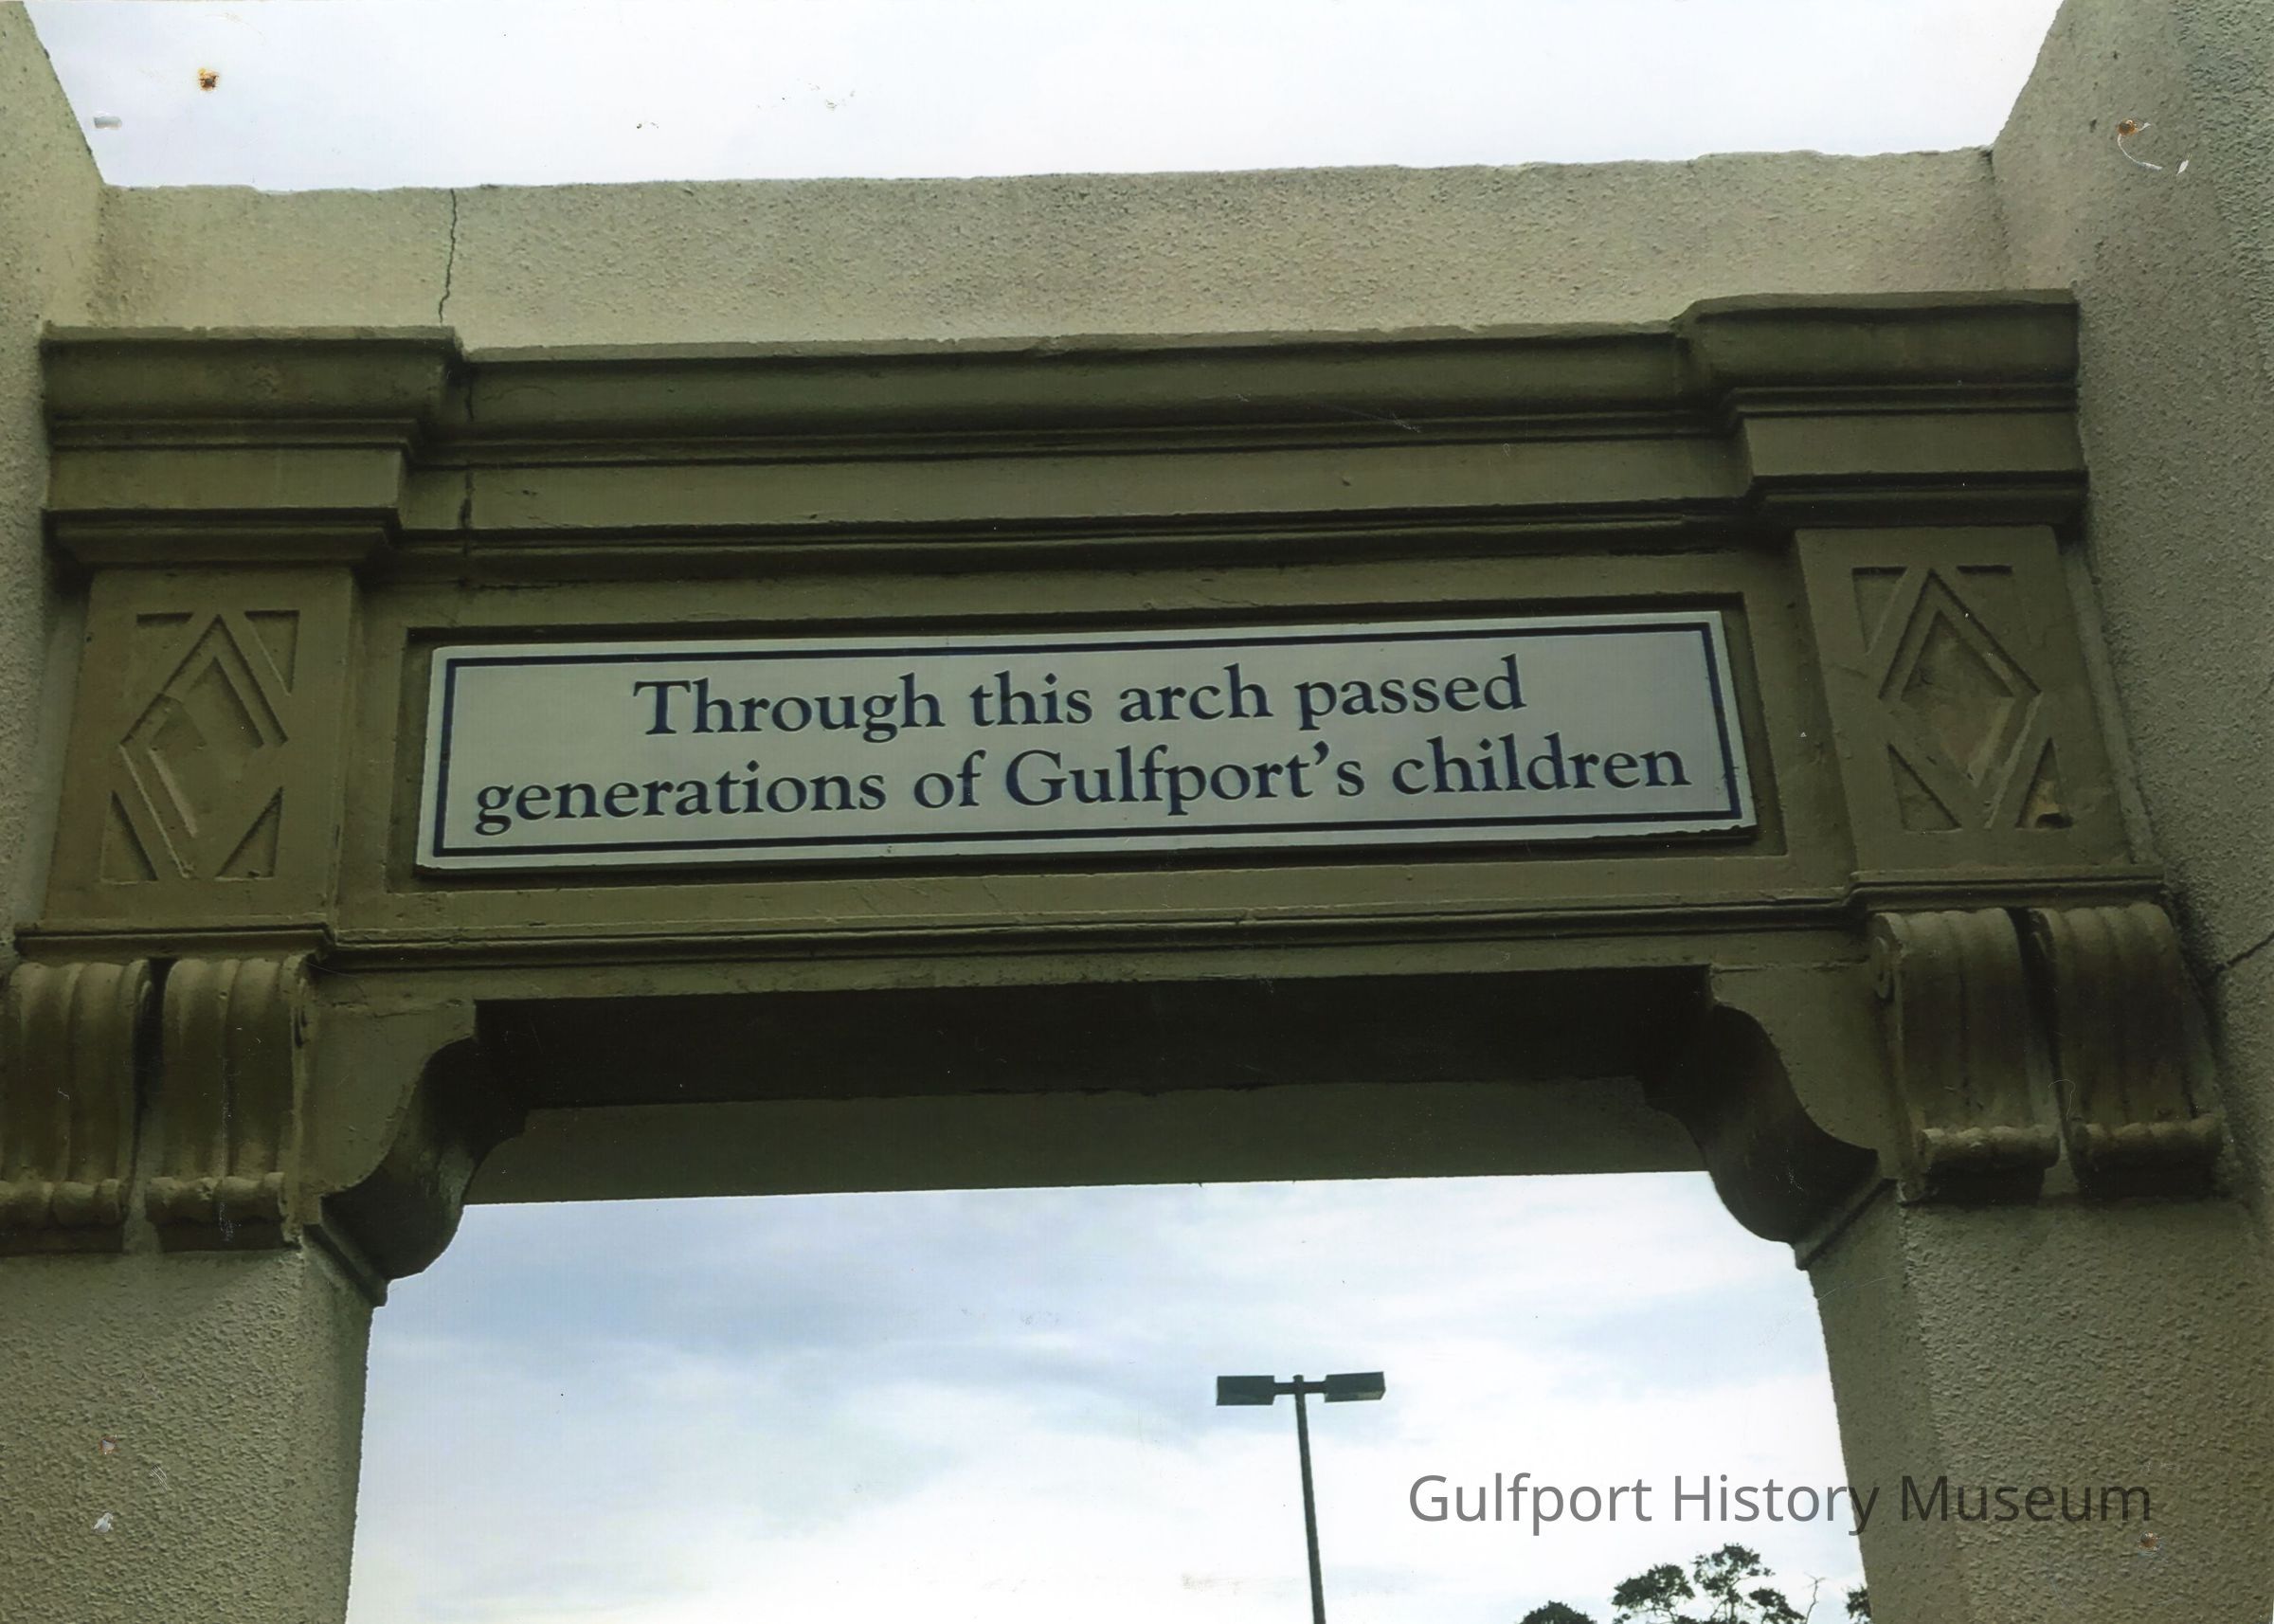 Through this arch passed
generations of Gulfport's children
Gulfport History Museum